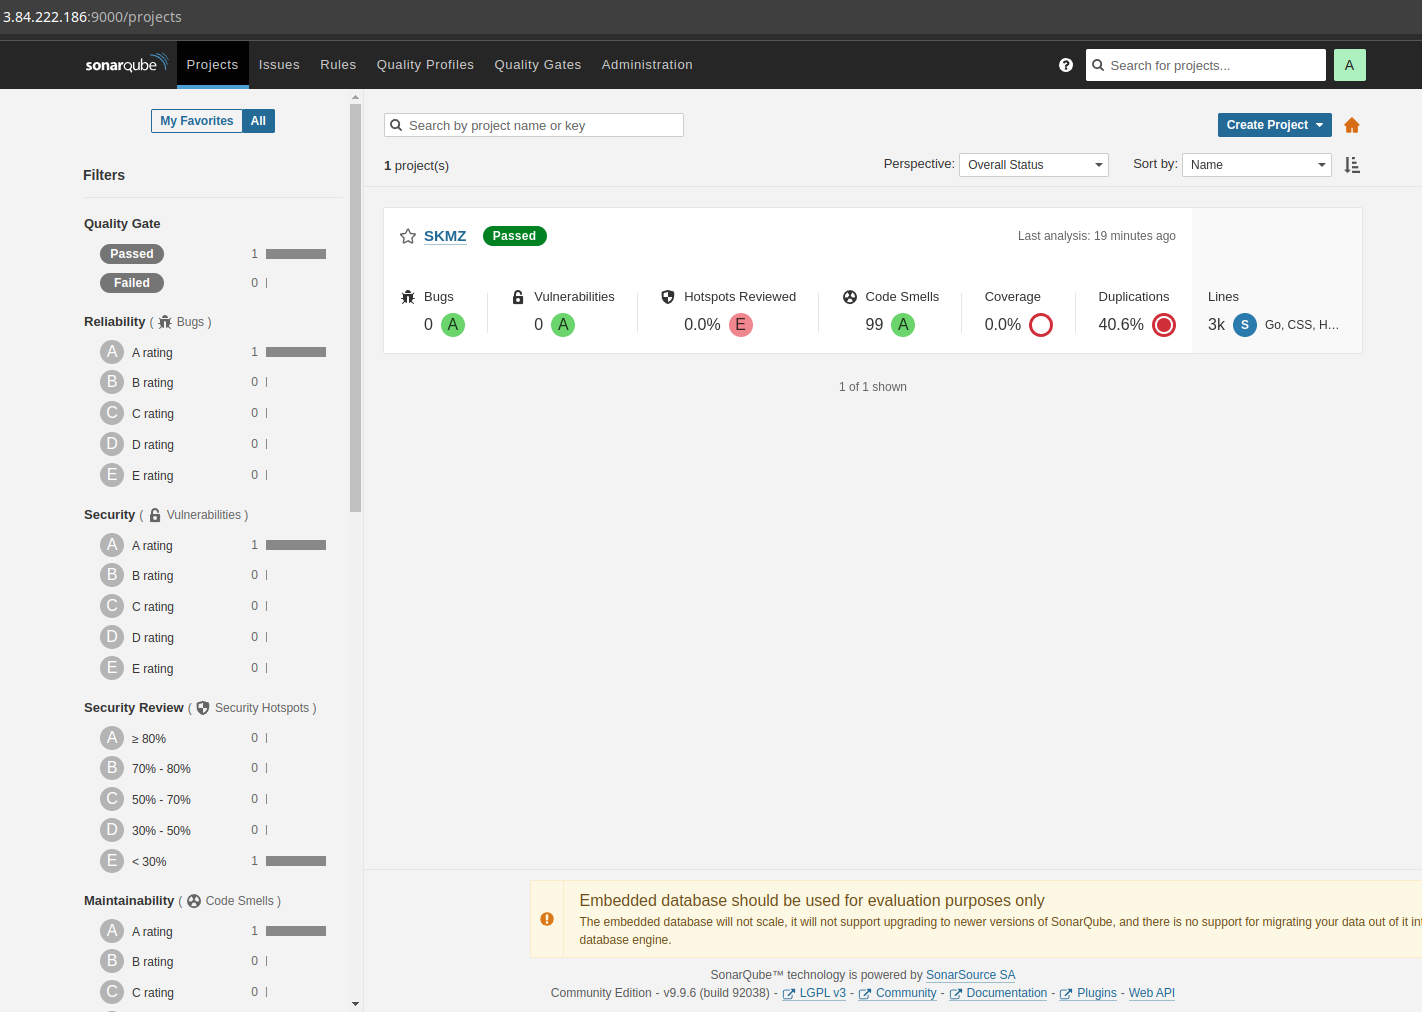 3.84.222.186:9000/projects
sonarqube Projects Issues Rules Quality Profiles Quality Gates Administration ? Search for projects... A
My Favorites All
Filters
Quality Gate
Passed 1
Failed 0
Reliability ( Bugs )
A A rating 1
B B rating 0
C C rating 0
D D rating 0
E E rating 0
Security ( Vulnerabilities )
A A rating 1
B B rating 0
C C rating 0
D D rating 0
E E rating 0
Security Review ( Security Hotspots )
A ≥ 80% 0
B 70% - 80% 0
C 50% - 70% 0
D 30% - 50% 0
E < 30% 1
Maintainability ( Code Smells )
A A rating 1
B B rating 0
C C rating 0
Search by project name or key Create Project
1 project(s) Perspective: Overall Status Sort by: Name
SKMZ Passed Last analysis: 19 minutes ago
Bugs Vulnerabilities Hotspots Reviewed Code Smells Coverage Duplications Lines
0 A 0 A 0.0% E 99 A 0.0% 40.6% 3k S Go, CSS, H...
1 of 1 shown
Embedded database should be used for evaluation purposes only
The embedded database will not scale, it will not support upgrading to newer versions of SonarQube, and there is no support for migrating your data out of it
database engine.
SonarQube™ technology is powered by SonarSource SA
Community Edition - v9.9.6 (build 92038) - LGPL v3 - Community - Documentation - Plugins - Web API